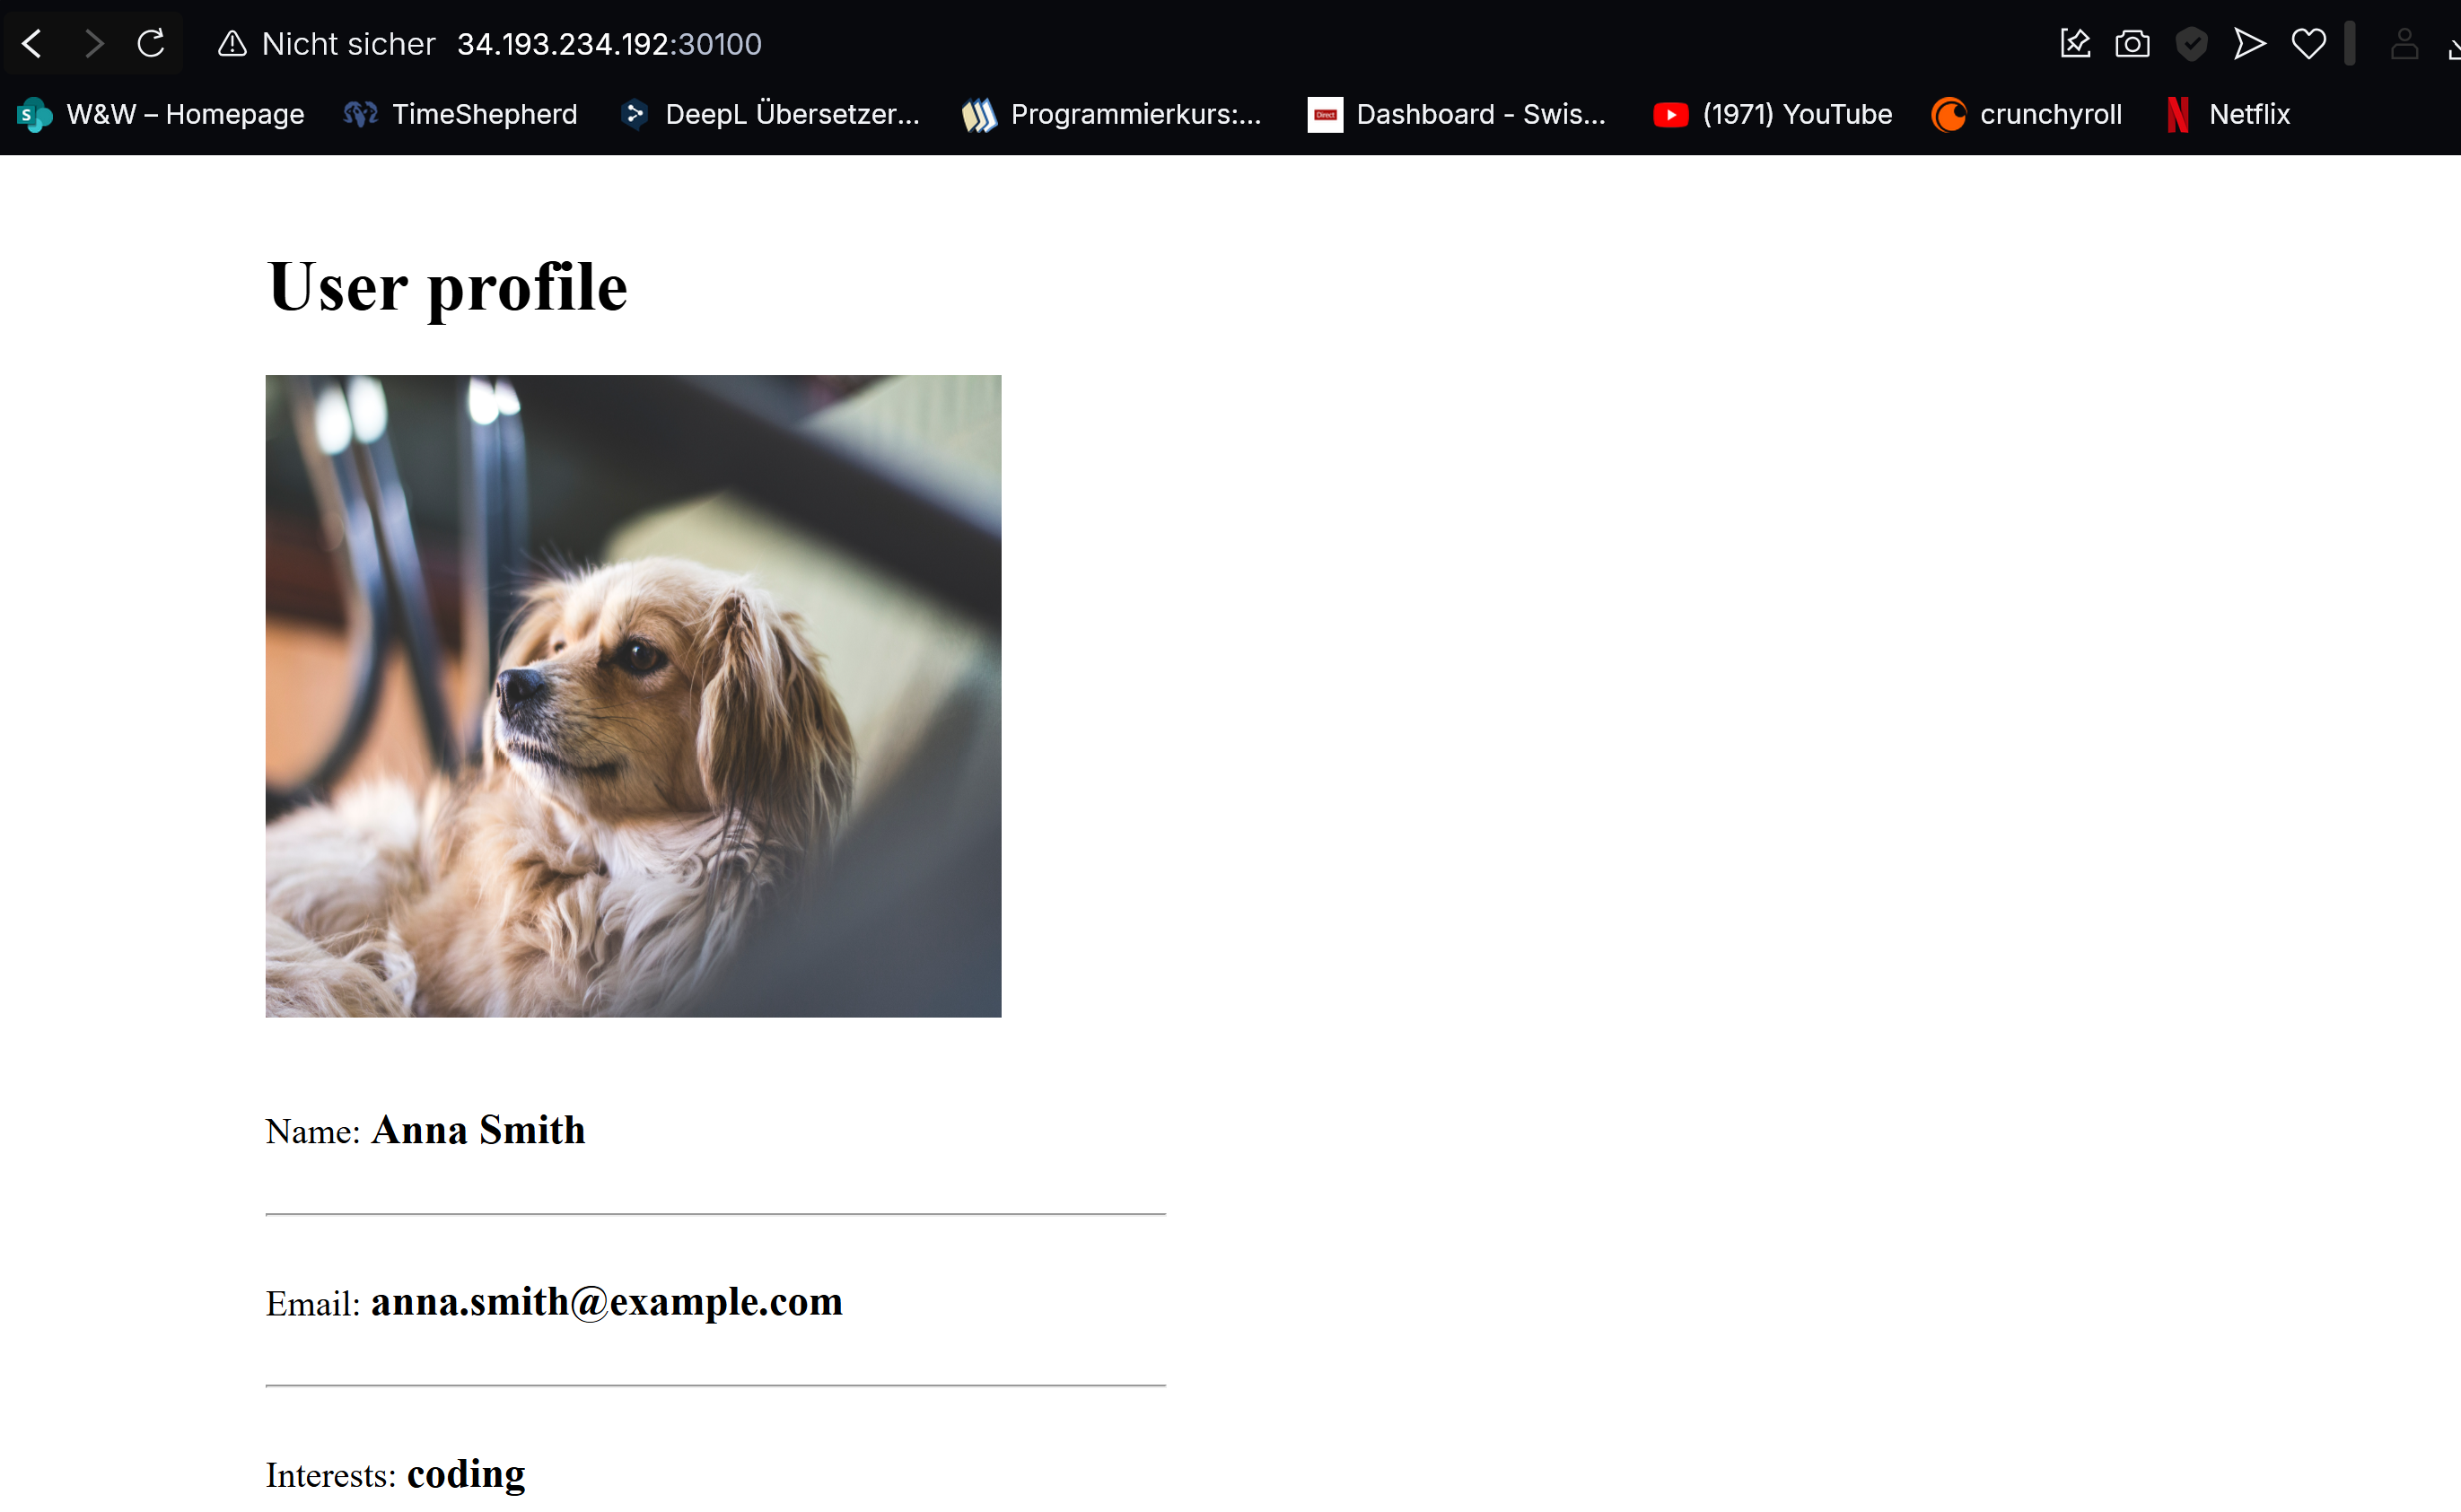 Nicht sicher 34.193.234.192:30100
W&W – Homepage TimeShepherd DeepL Übersetzer... Programmierkurs:... Dashboard - Swis... (1971) YouTube crunchyroll Netflix
User profile
Name: Anna Smith
Email: anna.smith@example.com
Interests: coding